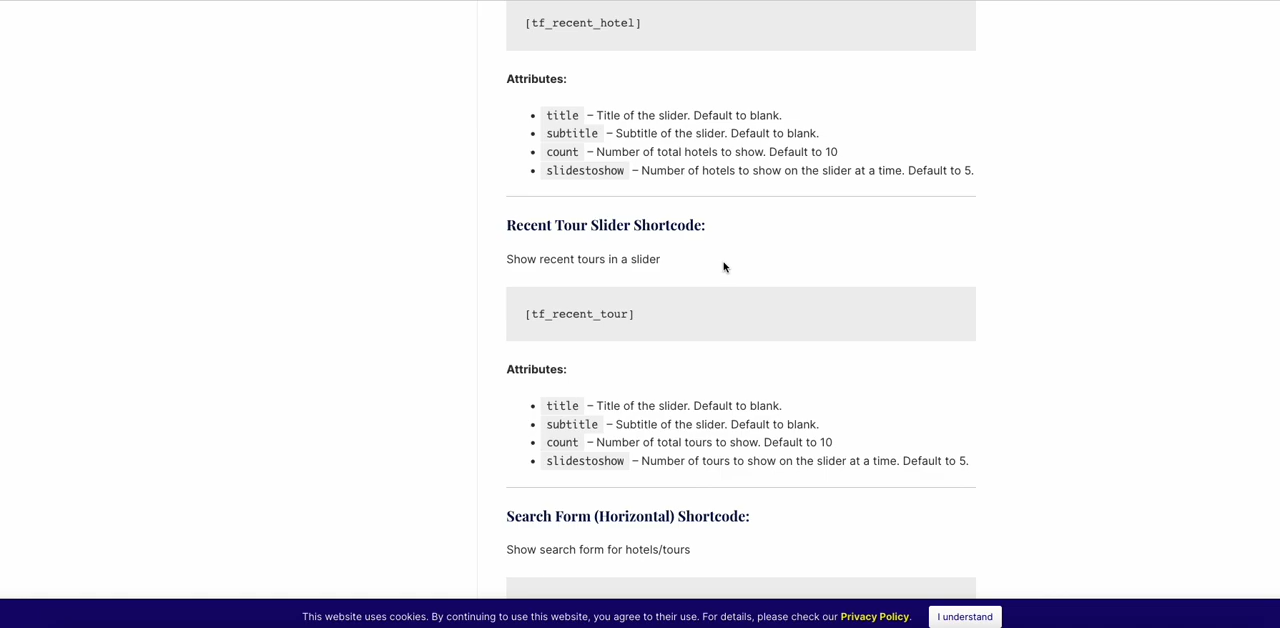 [tf_recent_hotel]
Attributes:
title – Title of the slider. Default to blank.
subtitle – Subtitle of the slider. Default to blank.
count – Number of total hotels to show. Default to 10
slidestoshow – Number of hotels to show on the slider at a time. Default to 5.
Recent Tour Slider Shortcode:
Show recent tours in a slider
[tf_recent_tour]
Attributes:
title – Title of the slider. Default to blank.
subtitle – Subtitle of the slider. Default to blank.
count – Number of total tours to show. Default to 10
slidestoshow – Number of tours to show on the slider at a time. Default to 5.
Search Form (Horizontal) Shortcode:
Show search form for hotels/tours
This website uses cookies. By continuing to use this website, you agree to their use. For details, please check our Privacy Policy. I understand